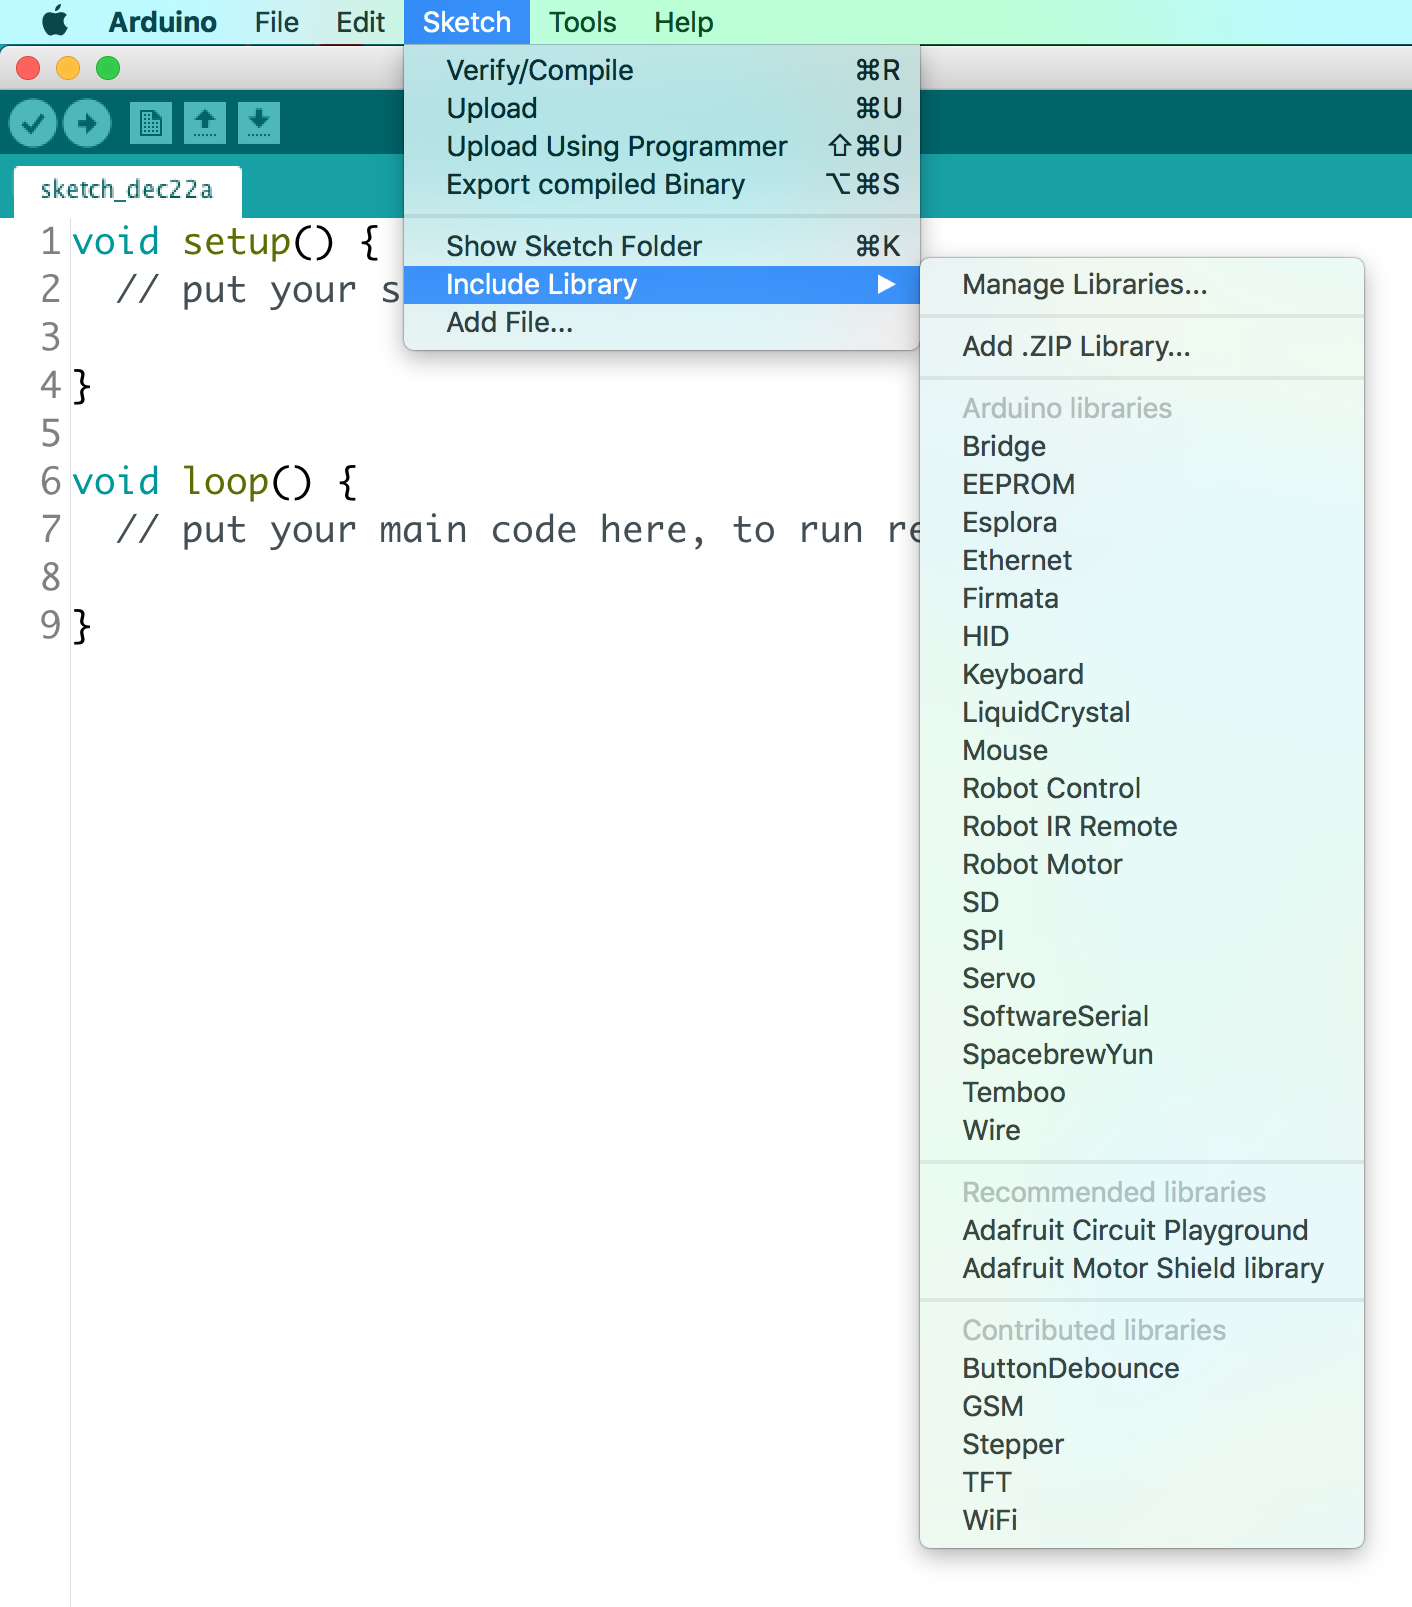 Arduino File Edit Sketch Tools Help
Verify/Compile ⌘R
Upload ⌘U
Upload Using Programmer ⇧⌘U
Export compiled Binary ⌥⌘S
Show Sketch Folder ⌘K
Include Library ▶
Add File...
sketch_dec22a
1 void setup() {
2 // put your s
3
4 }
5
6 void loop() {
7 // put your main code here, to run re
8
9 }
Manage Libraries...
Add .ZIP Library...
Arduino libraries
Bridge
EEPROM
Esplora
Ethernet
Firmata
HID
Keyboard
LiquidCrystal
Mouse
Robot Control
Robot IR Remote
Robot Motor
SD
SPI
Servo
SoftwareSerial
SpacebrewYun
Temboo
Wire
Recommended libraries
Adafruit Circuit Playground
Adafruit Motor Shield library
Contributed libraries
ButtonDebounce
GSM
Stepper
TFT
WiFi